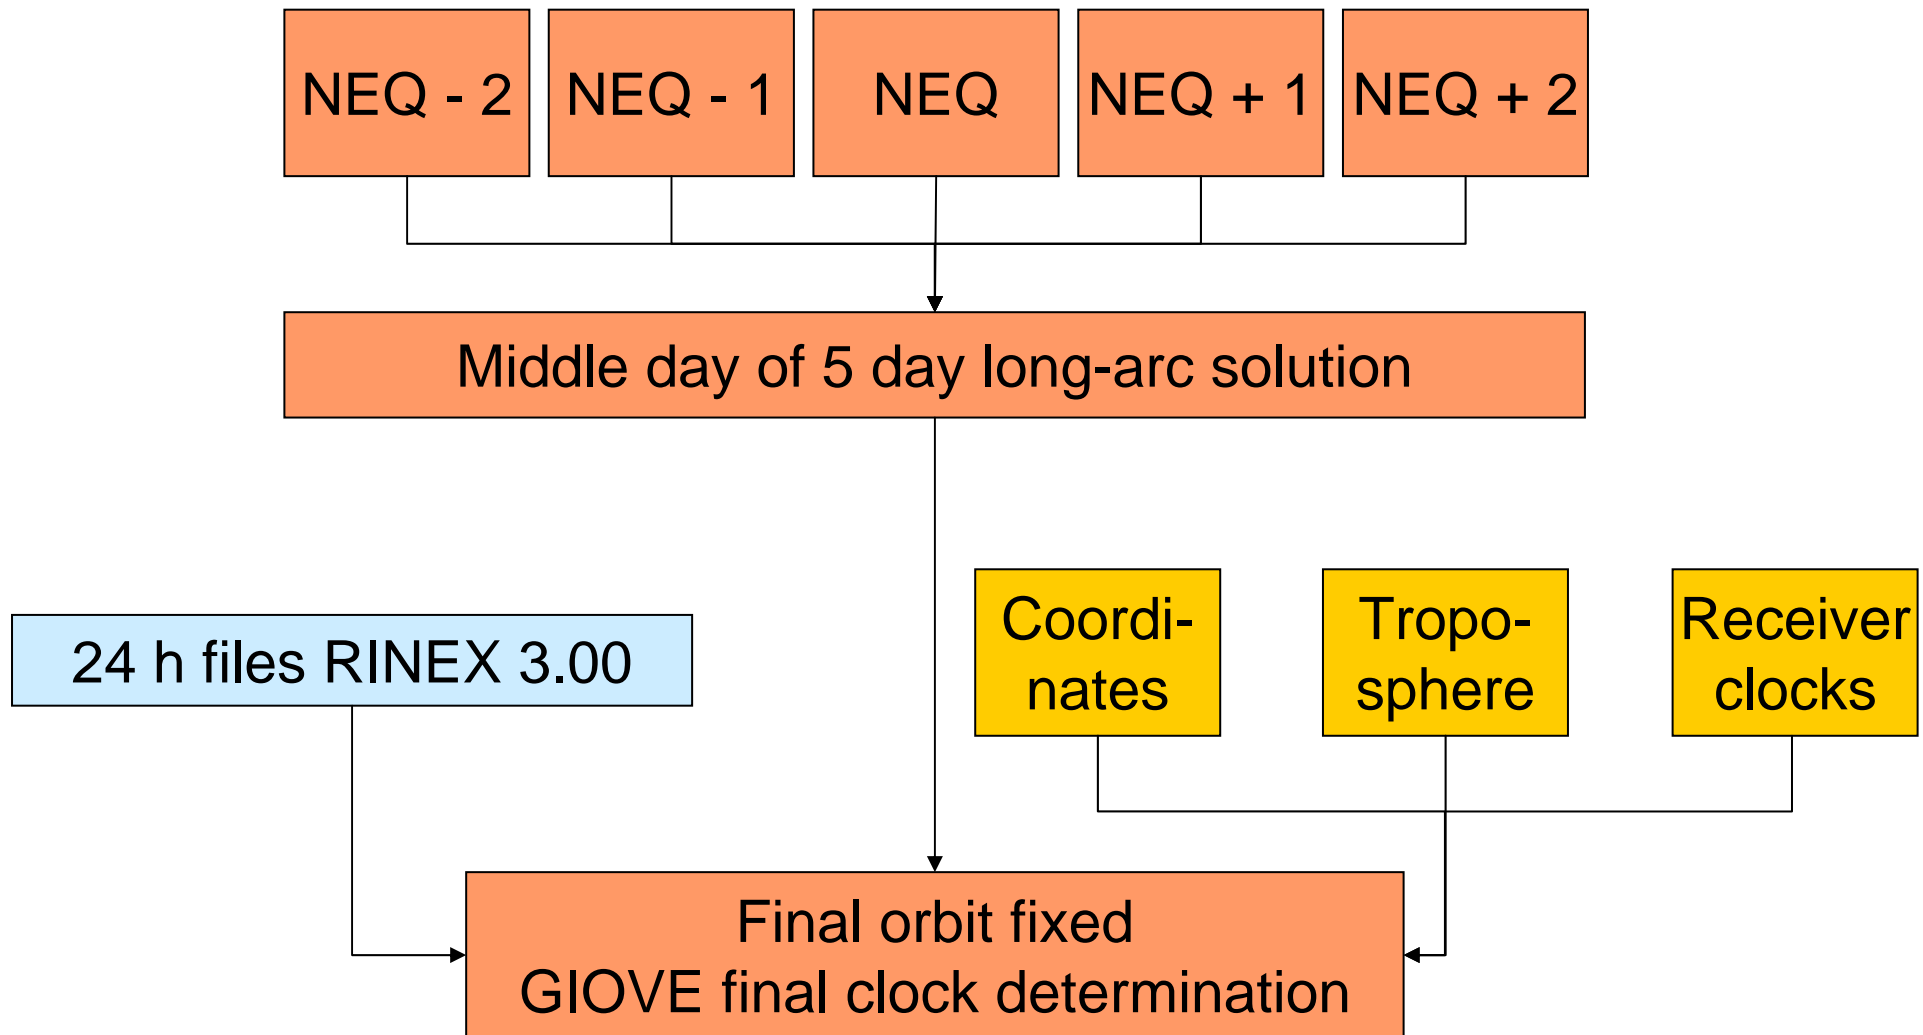 NEQ - 2
NEQ - 1
NEQ
NEQ + 1
NEQ + 2
Middle day of 5 day long-arc solution
24 h files RINEX 3.00
Coordi-
nates
Tropo-
sphere
Receiver
clocks
Final orbit fixed
GIOVE final clock determination